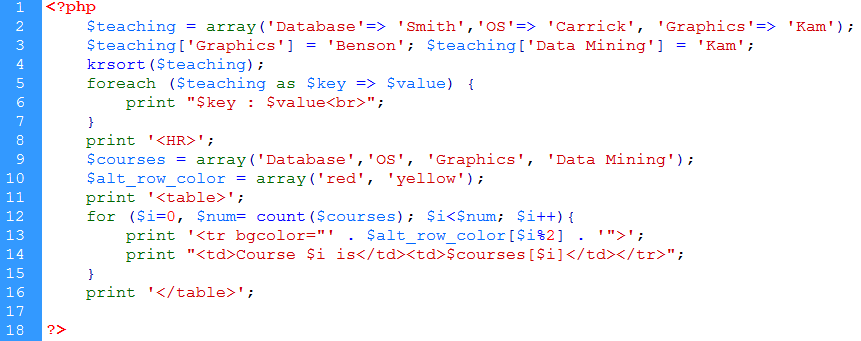 1 <?php
2 $teaching = array('Database'=> 'Smith','OS'=> 'Carrick', 'Graphics'=> 'Kam');
3 $teaching['Graphics'] = 'Benson'; $teaching['Data Mining'] = 'Kam';
4 krsort($teaching);
5 foreach ($teaching as $key => $value) {
6 print "$key : $value<br>";
7 }
8 print '<HR>';
9 $courses = array('Database','OS', 'Graphics', 'Data Mining');
10 $alt_row_color = array('red', 'yellow');
11 print '<table>';
12 for ($i=0, $num= count($courses); $i<$num; $i++){
13 print '<tr bgcolor="' . $alt_row_color[$i%2] . '">';
14 print "<td>Course $i is</td><td>$courses[$i]</td></tr>";
15 }
16 print '</table>';
17
18 ?>